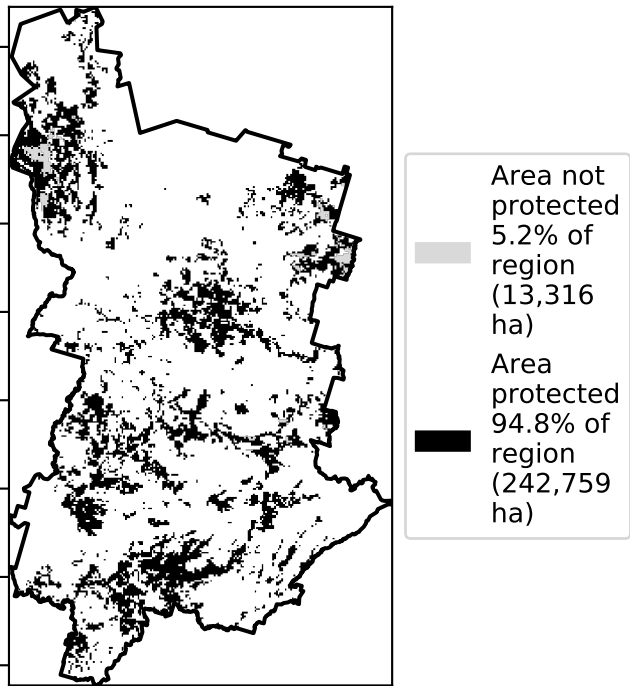 Area not
protected
5.2% of
region
(13,316
ha)
Area
protected
94.8% of
region
(242,759
ha)